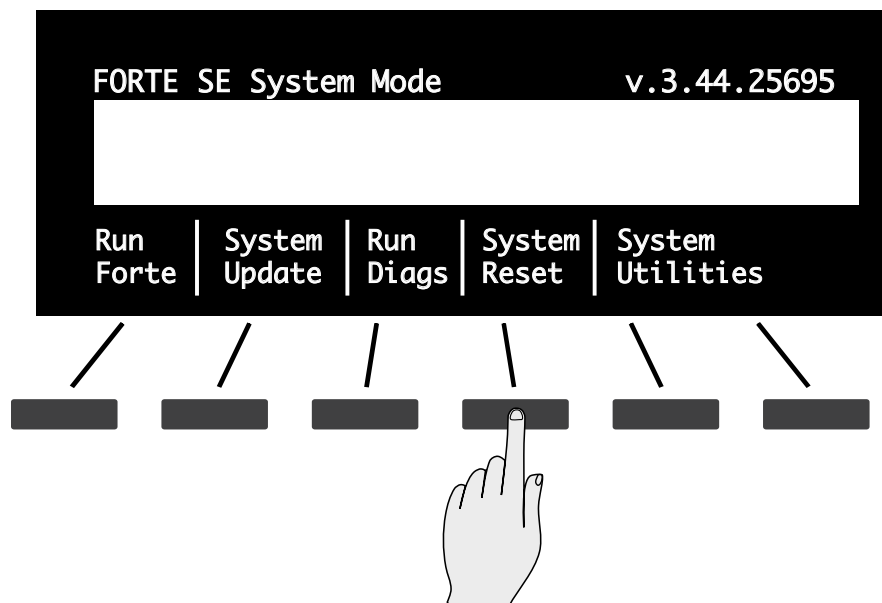 FORTE SE System Mode v.3.44.25695
Run Forte
System Update
Run Diags
System Reset
System Utilities